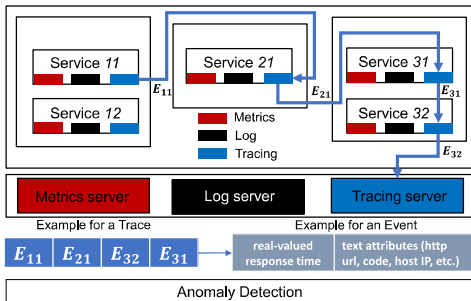 Service 11
Service 12
Service 21
Service 31
Service 32
E11
E21
E31
E32
Metrics
Log
Tracing
Metrics server
Log server
Tracing server
Example for a Trace
Example for an Event
E11 E21 E32 E31
real-valued response time
text attributes (http url, code, host IP, etc.)
Anomaly Detection